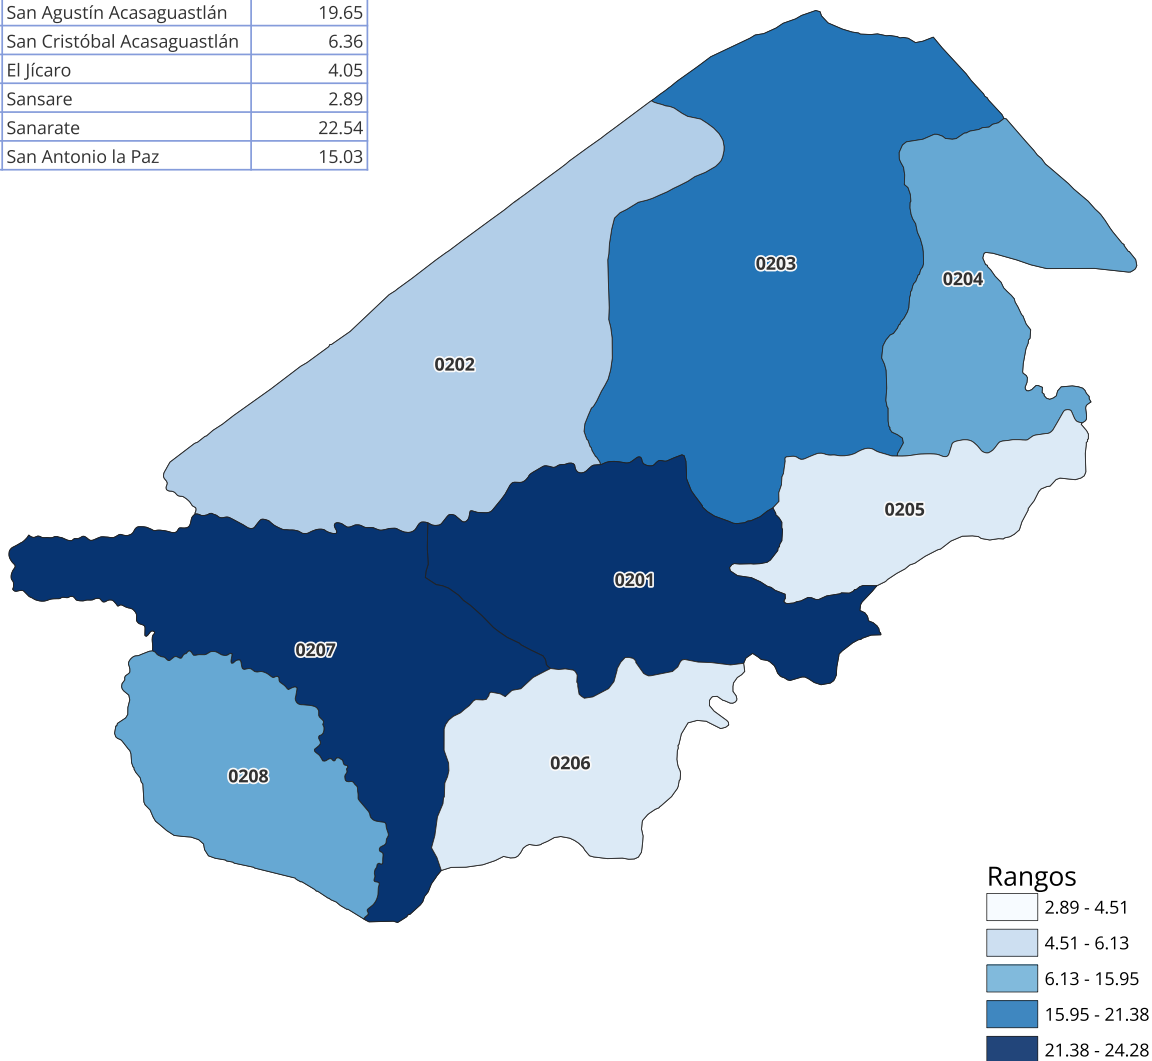 San Agustín Acasaguastlán 19.65
San Cristóbal Acasaguastlán 6.36
El Jícaro 4.05
Sansare 2.89
Sanarate 22.54
San Antonio la Paz 15.03
0203
0204
0202
0205
0201
0207
0206
0208
Rangos
2.89 - 4.51
4.51 - 6.13
6.13 - 15.95
15.95 - 21.38
21.38 - 24.28